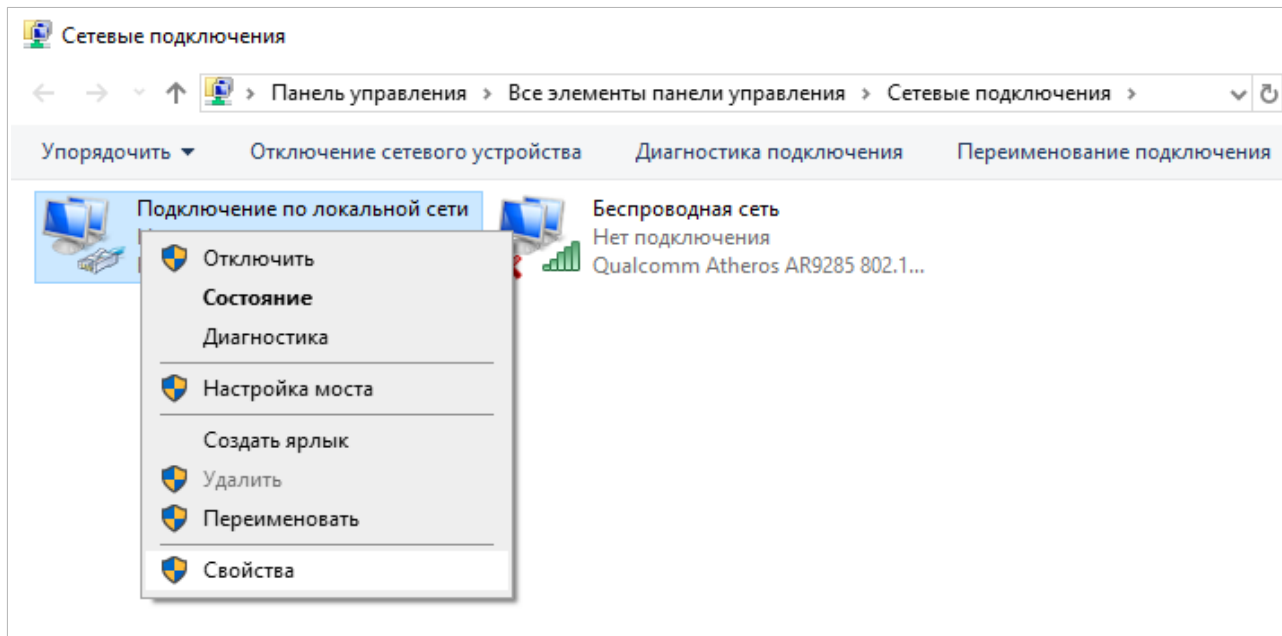 Сетевые подключения
Панель управления > Все элементы панели управления > Сетевые подключения >
Упорядочить Отключение сетевого устройства Диагностика подключения Переименование подключения
Подключение по локальной сети
Беспроводная сеть
Нет подключения
Qualcomm Atheros AR9285 802.1...
Отключить
Состояние
Диагностика
Настройка моста
Создать ярлык
Удалить
Переименовать
Свойства